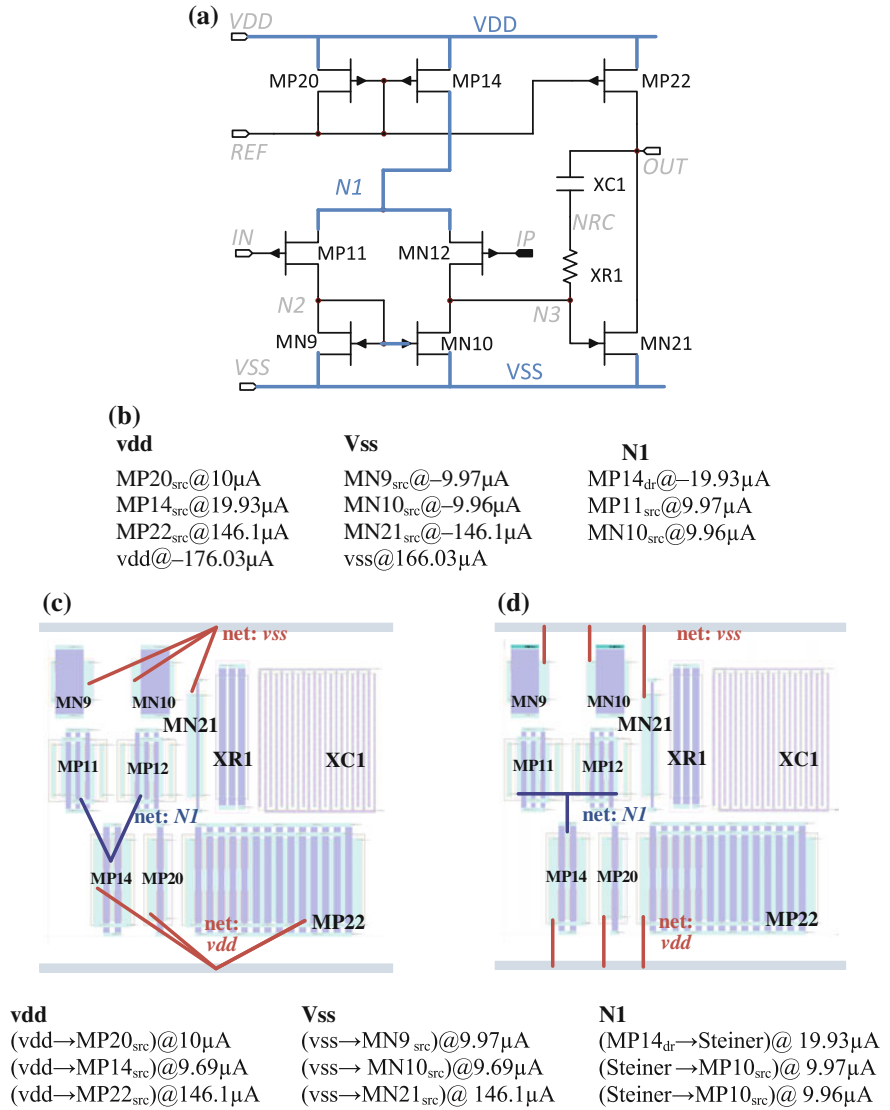 (a)
VDD
VDD
MP20
MP14
MP22
REF
OUT
N1
XC1
NRC
IN
MP11
MN12
IP
XR1
N2
N3
MN9
MN10
MN21
VSS
VSS
(b)
vdd
MP20src@10µA
MP14src@19.93µA
MP22src@146.1µA
vdd@–176.03µA
Vss
MN9src@–9.97µA
MN10src@–9.96µA
MN21src@–146.1µA
vss@166.03µA
N1
MP14dr@–19.93µA
MP11src@9.97µA
MN10src@9.96µA
(c)
net: vss
MN9
MN10
MN21
MP11
MP12
XR1
XC1
net: N1
MP14
MP20
net:
vdd
MP22
(d)
net: vss
MN9
MN10
MN21
MP11
MP12
XR1
XC1
net: N1
MP14
MP20
net:
vdd
MP22
vdd
(vdd→MP20src)@10µA
(vdd→MP14src)@9.69µA
(vdd→MP22src)@146.1µA
Vss
(vss→MN9 src)@9.97µA
(vss→ MN10src)@9.69µA
(vss→MN21src)@ 146.1µA
N1
(MP14dr→Steiner)@ 19.93µA
(Steiner →MP10src)@ 9.97µA
(Steiner→MP10src)@ 9.96µA